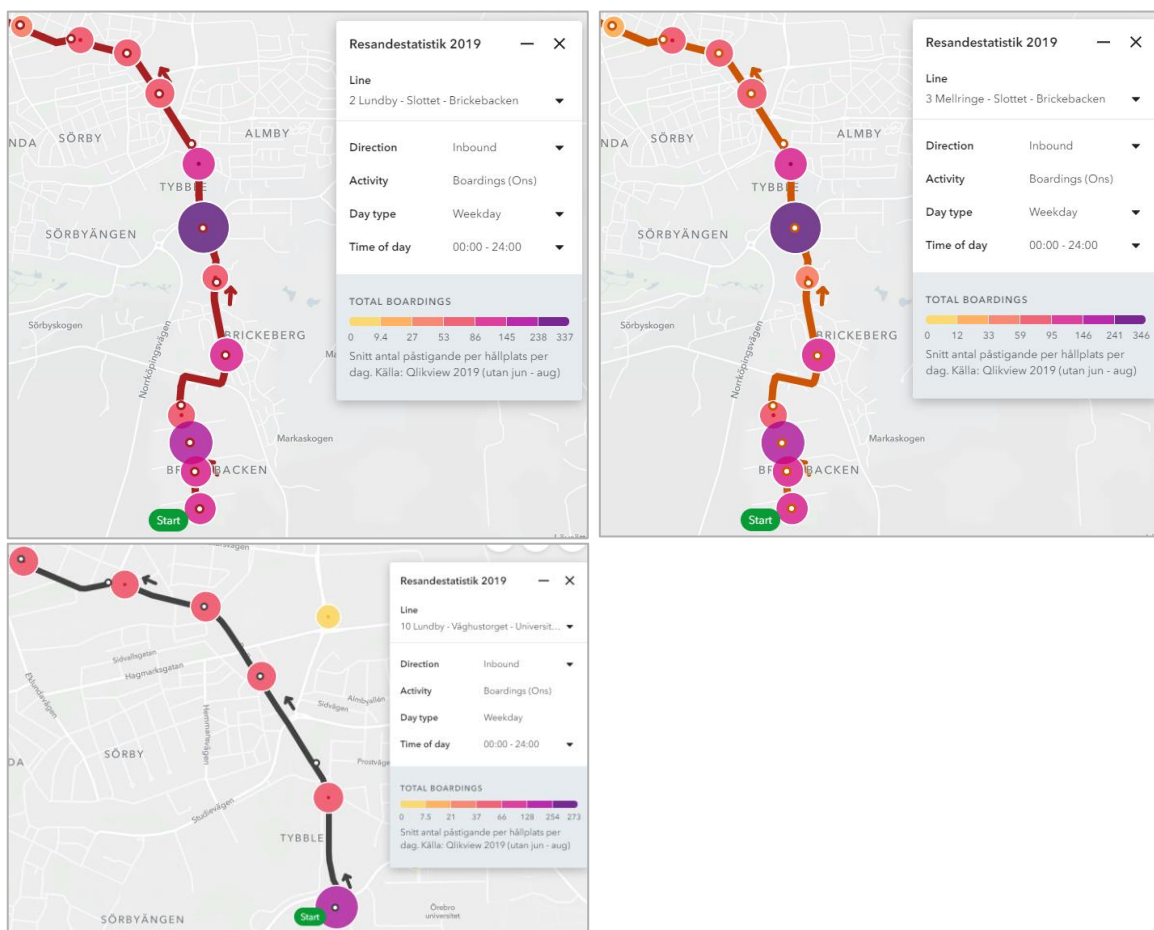 NDA
SÖRBY
ALMBY
TYBBLE
SÖRBYÄNGEN
Sörbyskogen
Norrköpingsvägen
BRICKEBERG
Markaskogen
Start
Resandestatistik 2019
Line
2 Lundby - Slottet - Brickebacken
Direction Inbound
Activity Boardings (Ons)
Day type Weekday
Time of day 00:00 - 24:00
TOTAL BOARDINGS
0 9.4 27 53 86 145 238 337
Snitt antal påstigande per hållplats per
dag. Källa: Qlikview 2019 (utan jun - aug)
NDA
SÖRBY
ALMBY
TYBBLE
SÖRBYÄNGEN
Sörbyskogen
Norrköpingsvägen
BRICKEBERG
Markaskogen
Start
Resandestatistik 2019
Line
3 Mellringe - Slottet - Brickebacken
Direction Inbound
Activity Boardings (Ons)
Day type Weekday
Time of day 00:00 - 24:00
TOTAL BOARDINGS
0 12 33 59 95 146 241 346
Snitt antal påstigande per hållplats per
dag. Källa: Qlikview 2019 (utan jun - aug)
Sidvallsgatan
Hagmarksgatan
Eklundavägen
Hemmansvägen
Almbyallén
Sidvägen
SÖRBY
DA
Studievägen
TYBBLE
SÖRBYÄNGEN
Örebro
universitet
Start
Resandestatistik 2019
Line
10 Lundby - Våghustorget - Universit...
Direction Inbound
Activity Boardings (Ons)
Day type Weekday
Time of day 00:00 - 24:00
TOTAL BOARDINGS
0 7.5 21 37 66 128 254 273
Snitt antal påstigande per hållplats per
dag. Källa: Qlikview 2019 (utan jun - aug)